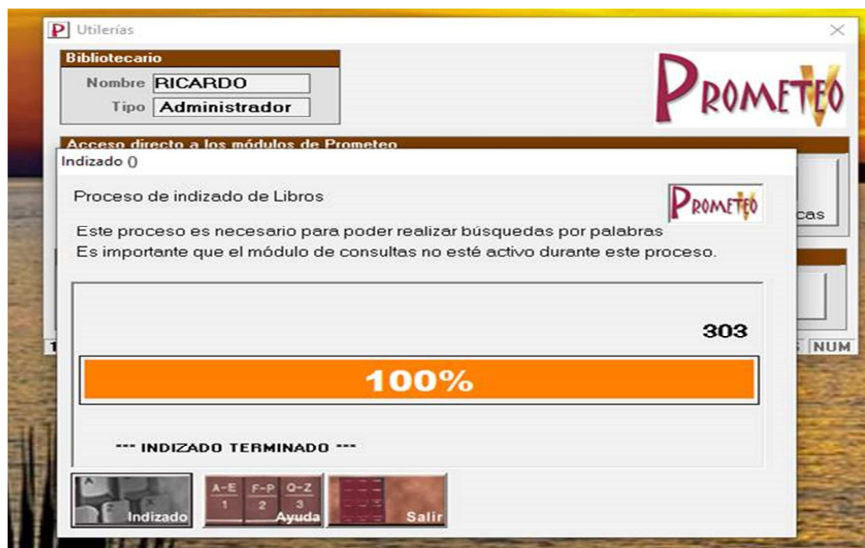 Utilerías
Bibliotecario
Nombre RICARDO
Tipo Administrador
PROMETEO
V
Acceso directo a los módulos de Prometeo
Indizado ()
Proceso de indizado de Libros
PROMETEO
Este proceso es necesario para poder realizar búsquedas por palabras
Es importante que el módulo de consultas no esté activo durante este proceso.
cas
303
NUM
100%
--- INDIZADO TERMINADO ---
A-E F-P Q-Z
1 2 3
Indizado
Ayuda
Salir